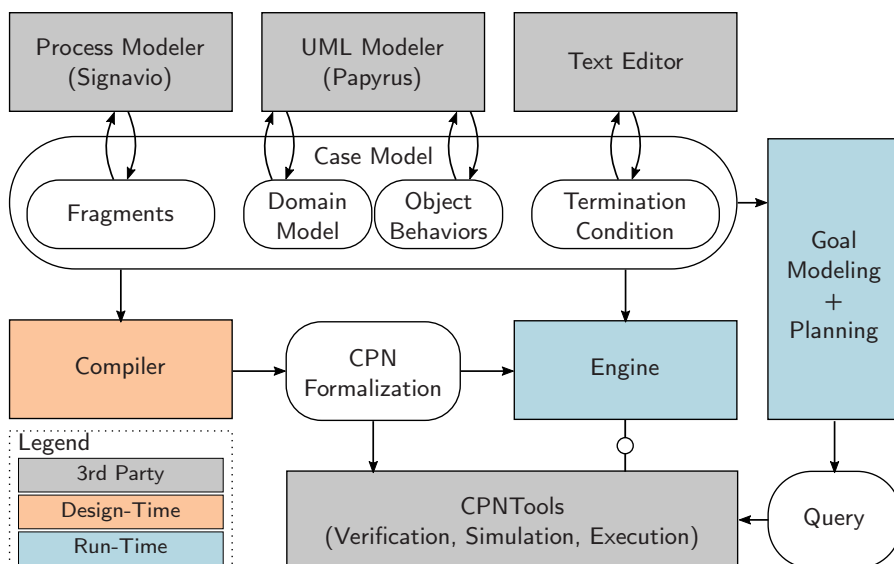 Process Modeler
(Signavio)
UML Modeler
(Papyrus)
Text Editor
Case Model
Fragments
Domain
Model
Object
Behaviors
Termination
Condition
Goal
Modeling
+
Planning
Compiler
CPN
Formalization
Engine
Legend
3rd Party
Design-Time
Run-Time
CPNTools
(Verification, Simulation, Execution)
Query